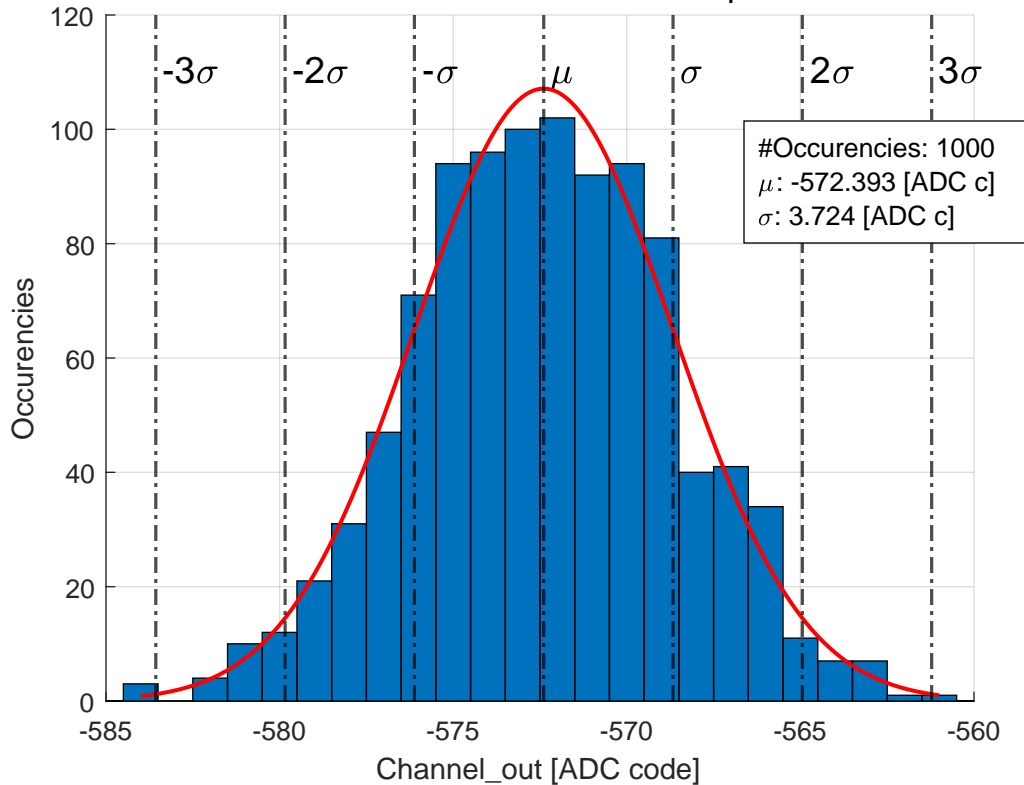 120
100
80
60
40
20
0
-3σ
-2σ
-σ
μ
σ
2σ
3σ
#Occurencies: 1000
μ: -572.393 [ADC c]
σ: 3.724 [ADC c]
Occurencies
-585
-580
-575
-570
-565
-560
Channel_out [ADC code]